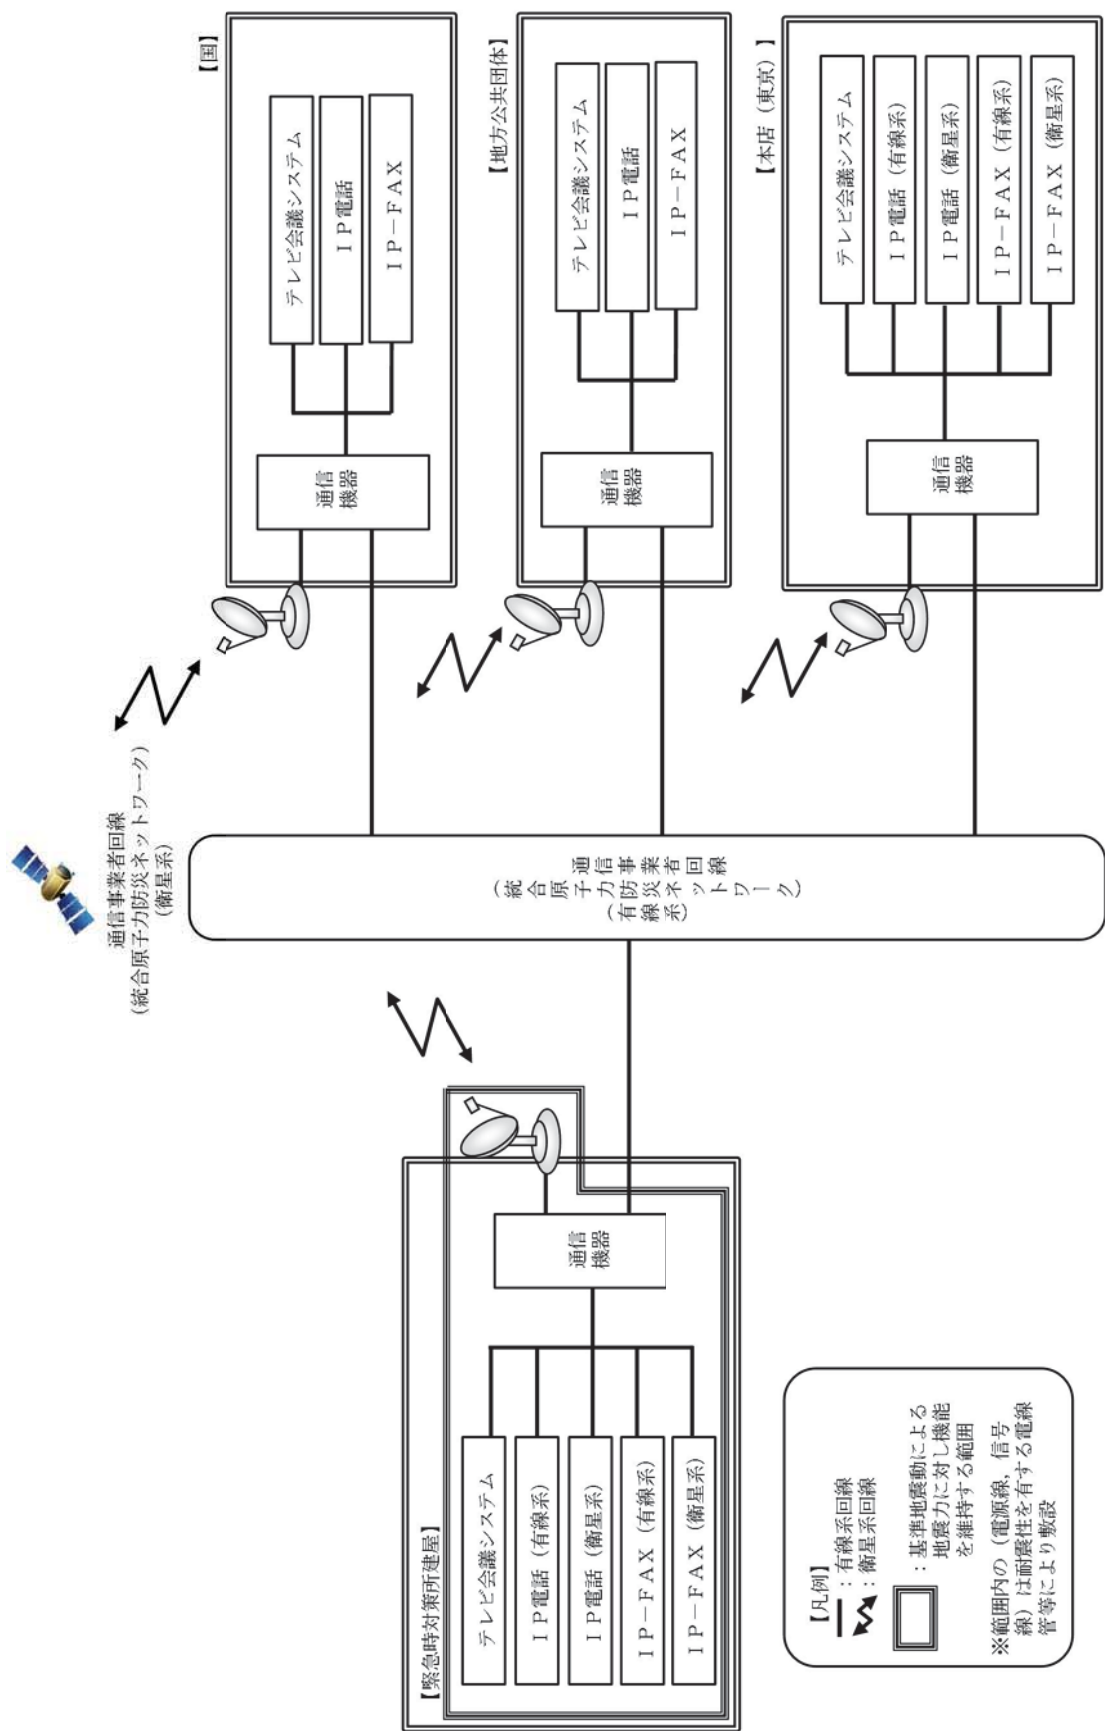 【緊急時対策所建屋】
テレビ会議システム
ＩＰ電話（有線系）
ＩＰ電話（衛星系）
ＩＰ－ＦＡＸ（有線系）
ＩＰ－ＦＡＸ（衛星系）
通信
機器
通信事業者回線
（統合原子力防災ネットワーク）
（衛星系）
通信事業者回線
（統合原子力防災ネットワーク）
（有線系）
【国】
通信
機器
テレビ会議システム
ＩＰ電話
ＩＰ－ＦＡＸ
【地方公共団体】
通信
機器
テレビ会議システム
ＩＰ電話
ＩＰ－ＦＡＸ
【本店（東京）】
通信
機器
テレビ会議システム
ＩＰ電話（有線系）
ＩＰ電話（衛星系）
ＩＰ－ＦＡＸ（有線系）
ＩＰ－ＦＡＸ（衛星系）
【凡例】
：有線系回線
：衛星系回線
：基準地震動による
地震力に対し機能
を維持する範囲
※範囲内の（電源線，信号
線）は耐震性を有する電線
管等により敷設